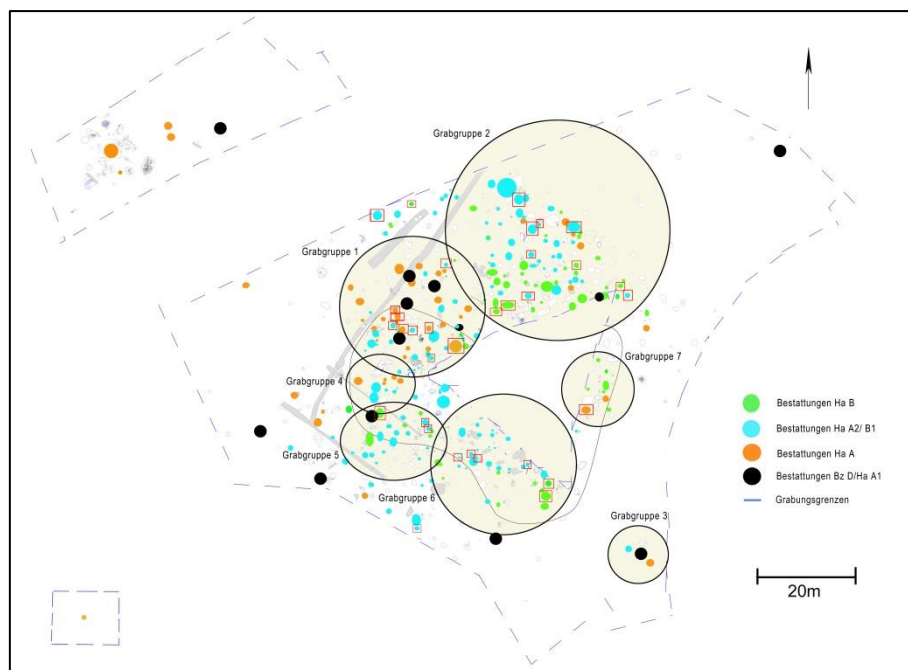 Grabgruppe 2
Grabgruppe 1
Grabgruppe 7
Grabgruppe 4
Bestattungen Ha B
Bestattungen Ha A2/ B1
Grabgruppe 5
Bestattungen Ha A
Bestattungen Bz D/Ha A1
Grabgruppe 6
Grabungsgrenzen
Grabgruppe 3
20m